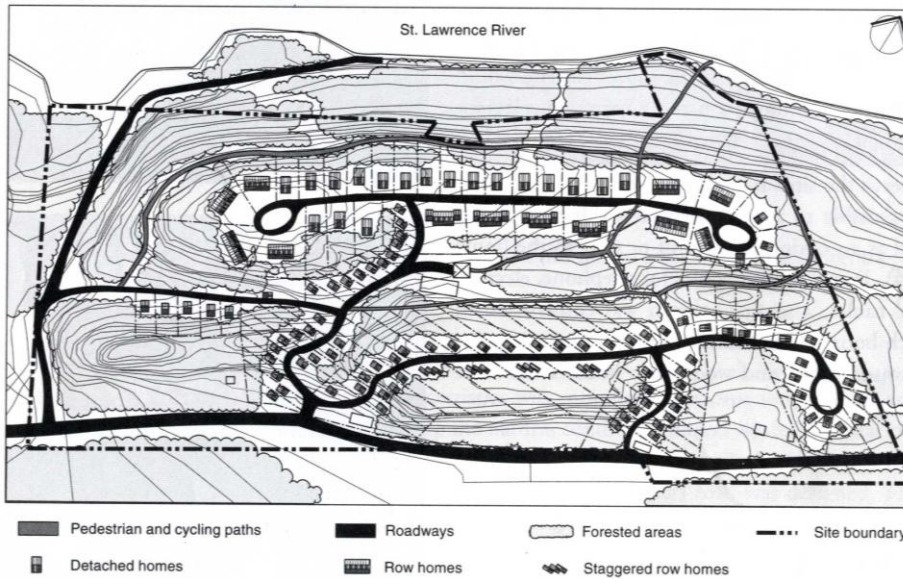 St. Lawrence River
Pedestrian and cycling paths
Roadways
Forested areas
Site boundary
Detached homes
Row homes
Staggered row homes